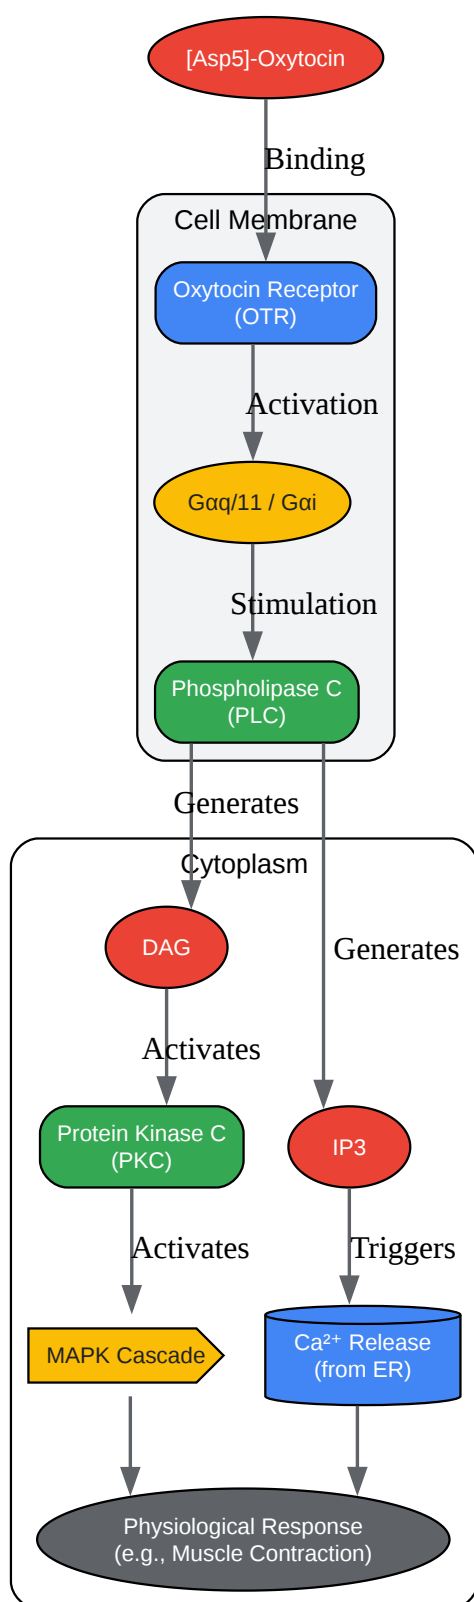 [Asp5]-Oxytocin
Binding
Cell Membrane
Oxytocin Receptor
(OTR)
Activation
Gαq/11 / Gαi
Stimulation
Phospholipase C
(PLC)
Generates
Cytoplasm
DAG
Generates
Activates
Protein Kinase C
(PKC)
IP3
Activates
Triggers
MAPK Cascade
Ca²⁺ Release
(from ER)
Physiological Response
(e.g., Muscle Contraction)